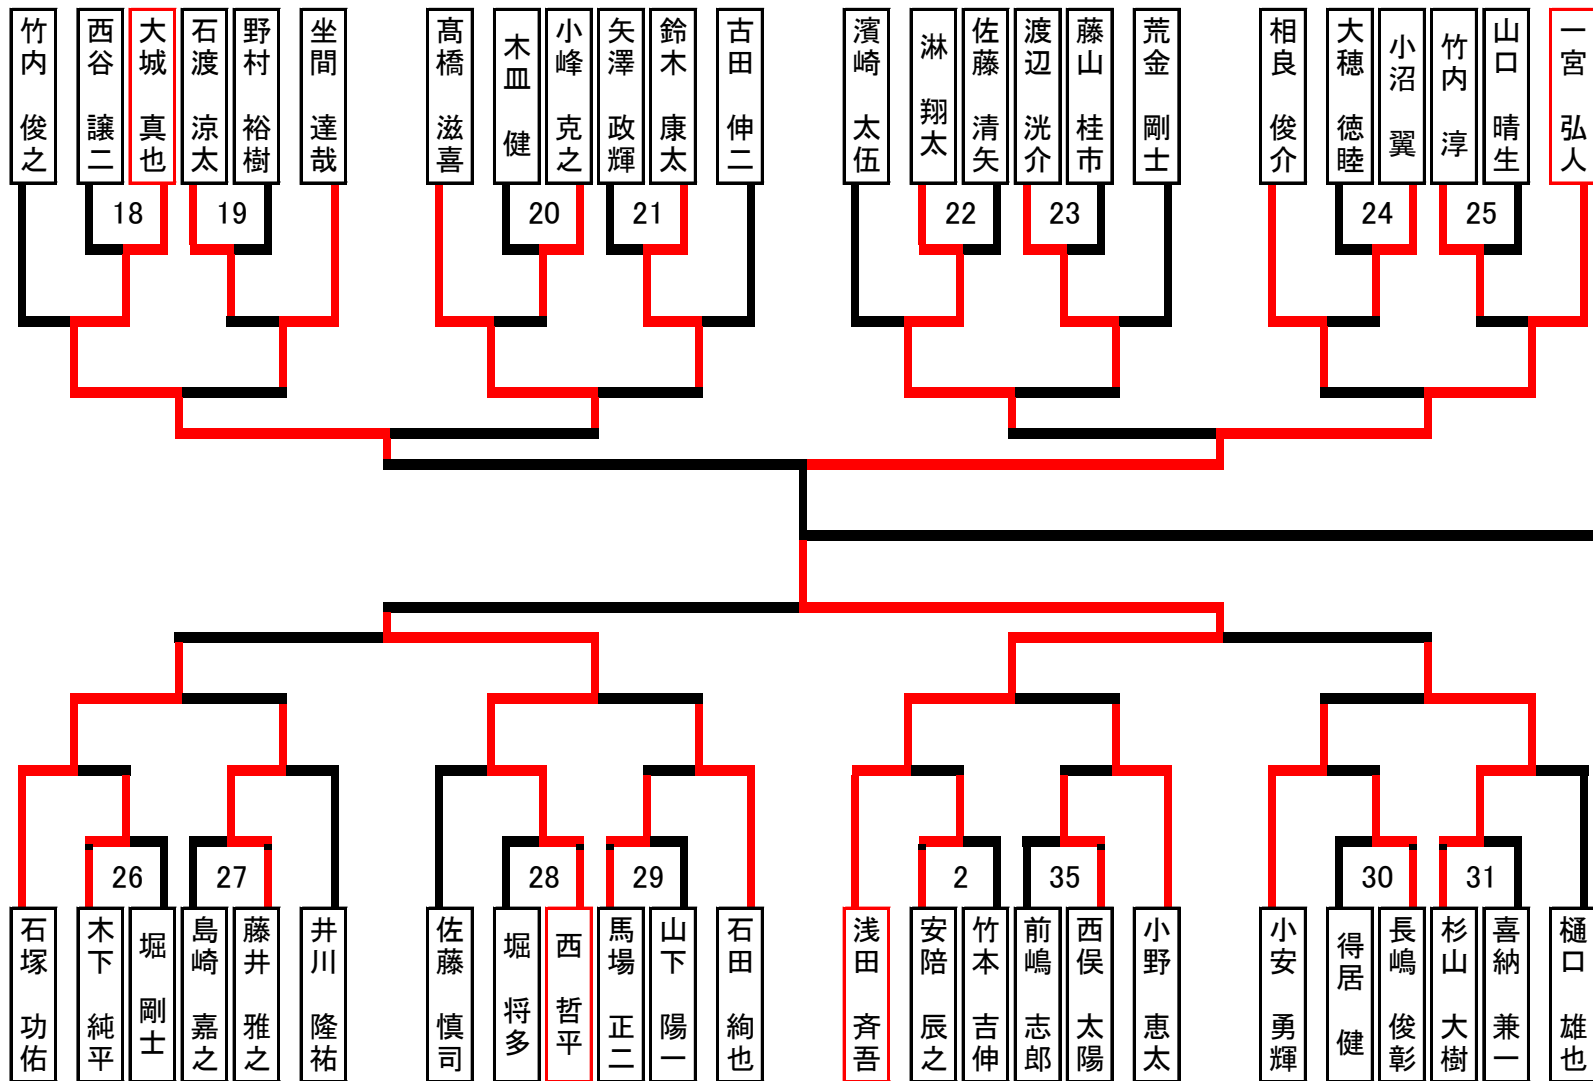 竹内 俊之
西谷 譲二
大城 真也
石渡 涼太
野村 裕樹
坐間 達哉
髙橋 滋喜
木皿 健
小峰 克之
矢澤 政輝
鈴木 康太
古田 伸二
濱崎 太伍
淋 翔太
佐藤 清矢
渡辺 洸介
藤山 桂市
荒金 剛士
相良 俊介
大穂 徳睦
小沼 翼
竹内 淳
山口 晴生
一宮 弘人
18
19
20
21
22
23
24
25
26
27
28
29
2
35
30
31
石塚 功佑
木下 純平
堀 剛士
島崎 嘉之
藤井 雅之
井川 隆祐
佐藤 慎司
堀 将多
西 哲平
馬場 正二
山下 陽一
石田 絢也
浅田 斉吾
安陪 辰之
竹本 吉伸
前嶋 志郎
西俣 太陽
小野 恵太
小安 勇輝
得居 健
長嶋 俊彰
杉山 大樹
喜納 兼一
樋口 雄也